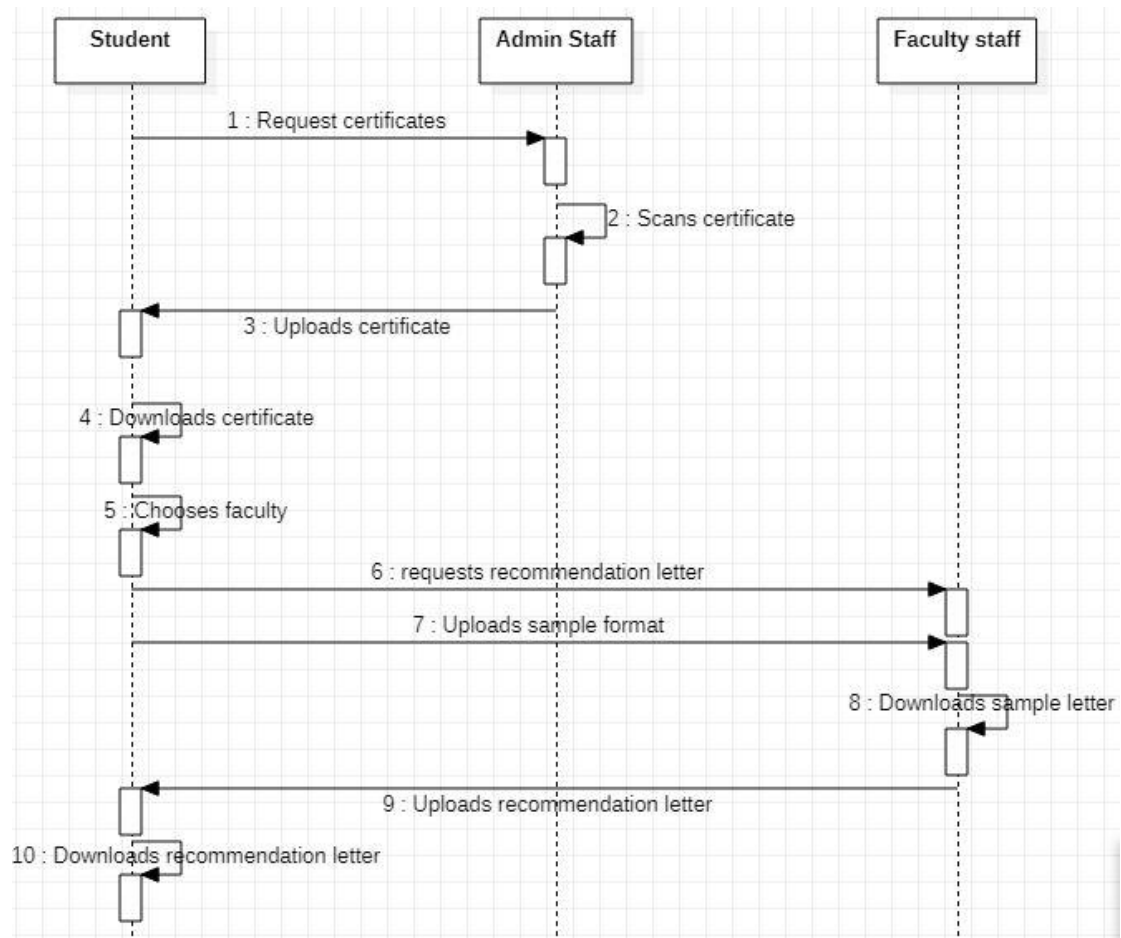 Student
Admin Staff
Faculty staff
1 : Request certificates
2 : Scans certificate
3 : Uploads certificate
4 : Downloads certificate
5 : Chooses faculty
6 : requests recommendation letter
7 : Uploads sample format
8 : Downloads sample letter
9 : Uploads recommendation letter
10 : Downloads recommendation letter